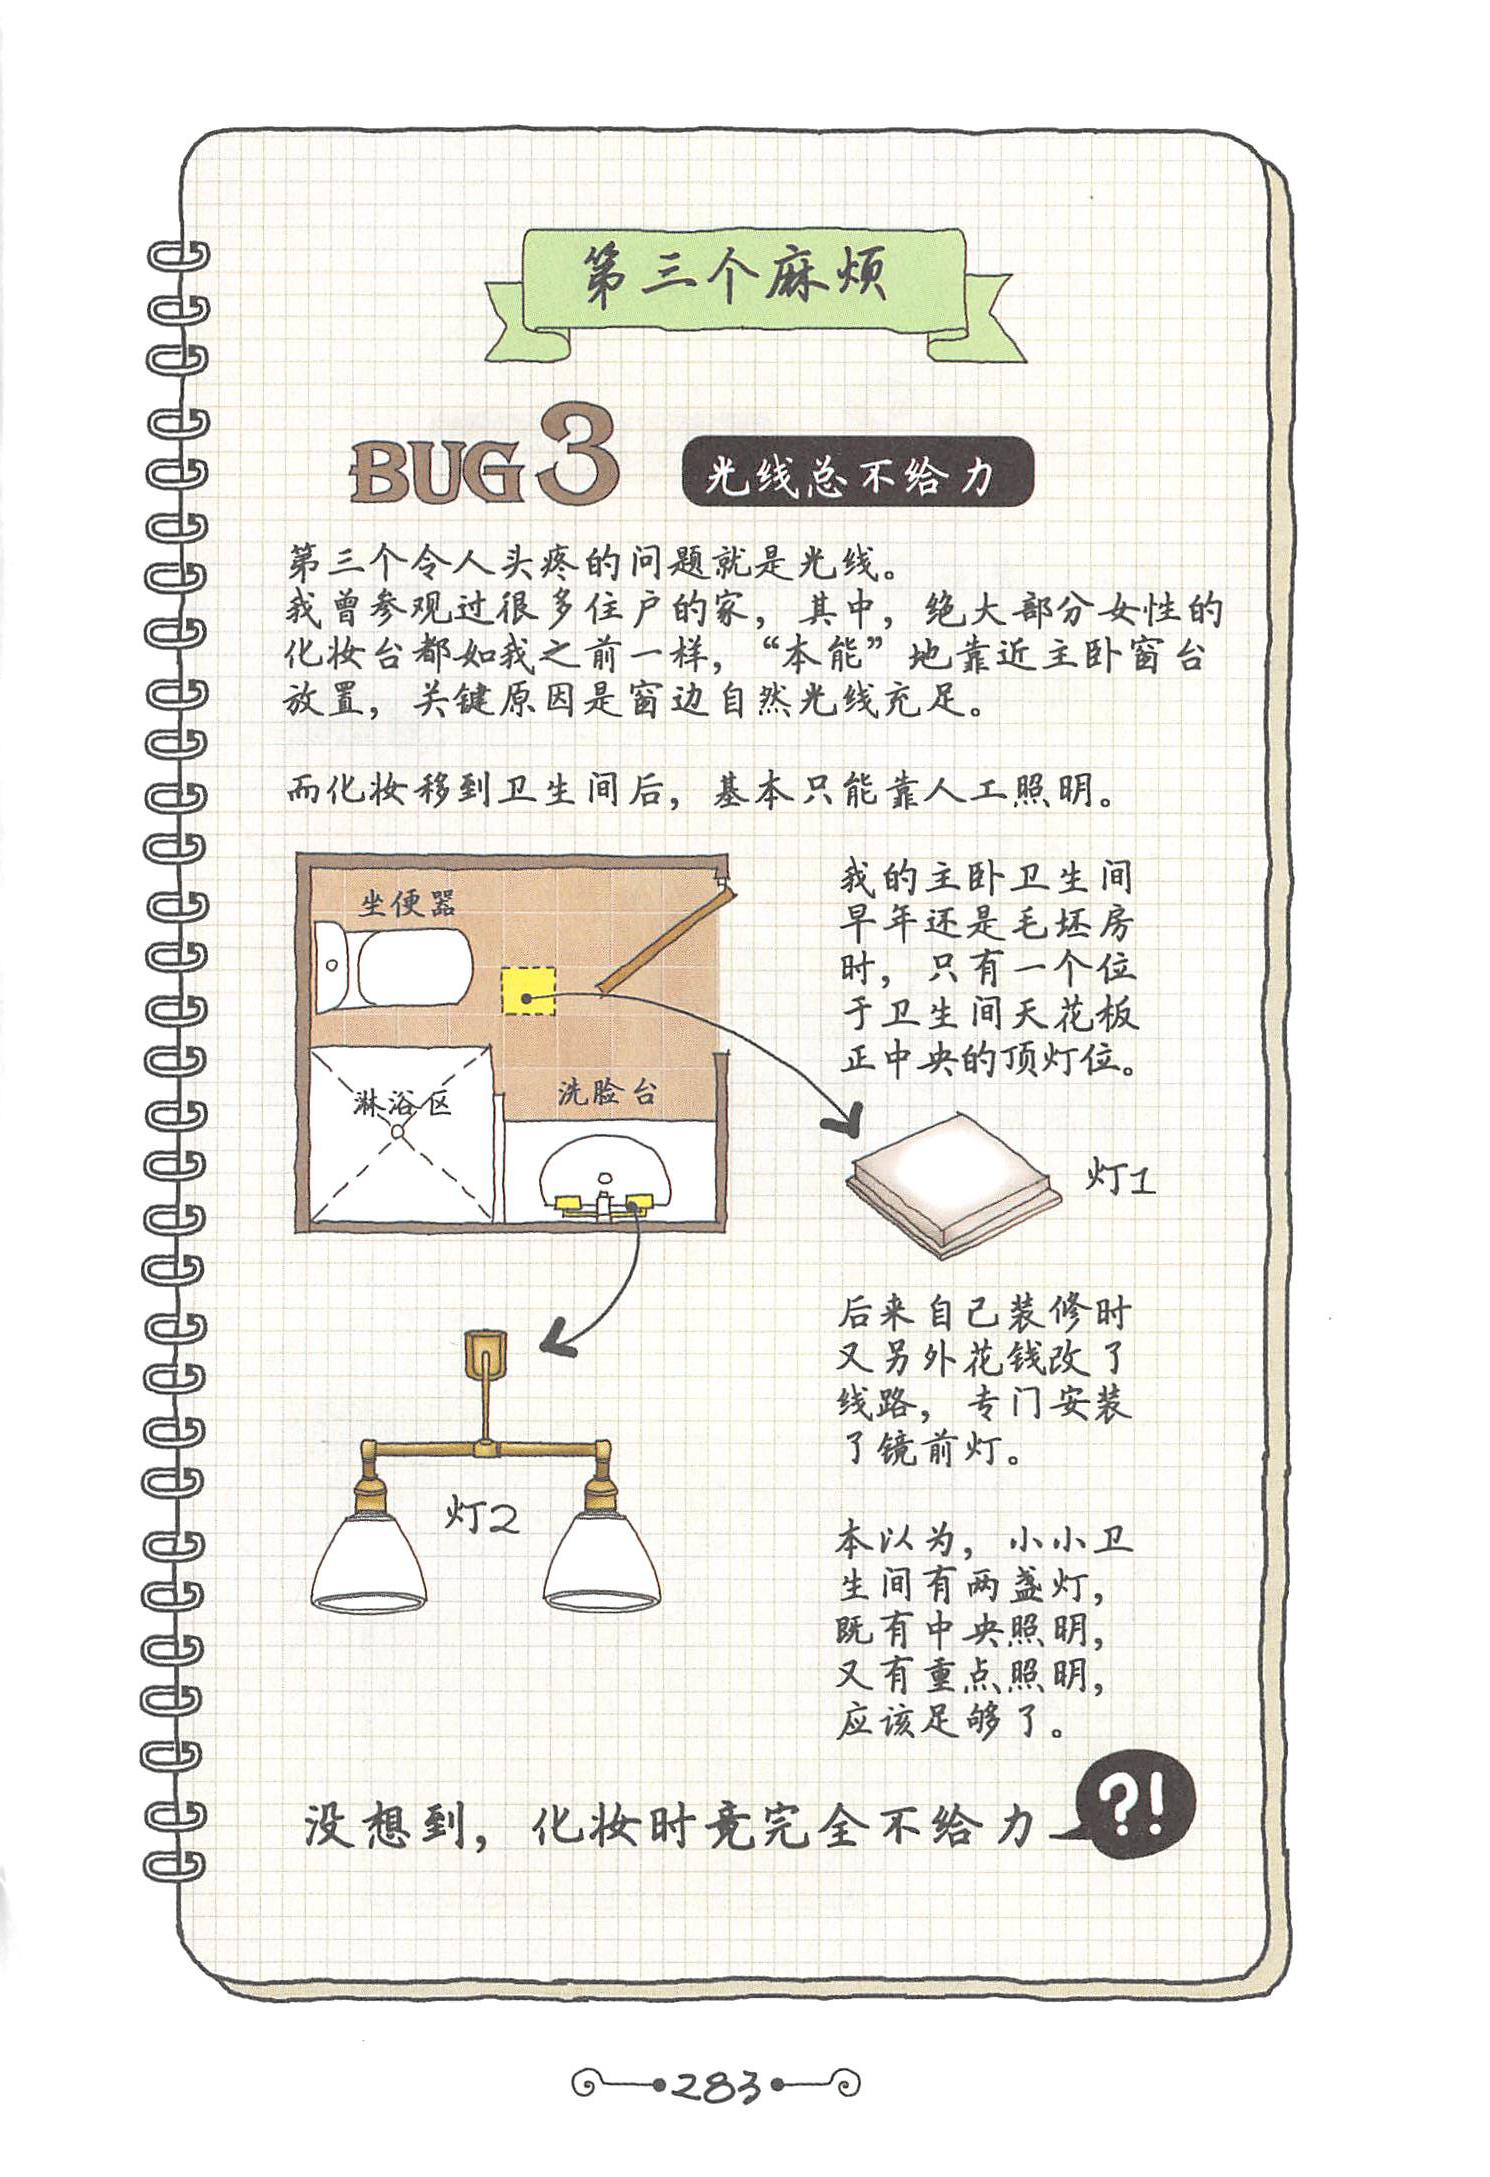 第三个麻烦
BUG3 光线总不给力
第三个令人头疼的问题就是光线。
我曾参观过很多住户的家，其中，绝大部分女性的
化妆台都如我之前一样，“本能”地靠近主卧窗台
放置，关键原因是窗边自然光线充足。
而化妆移到卫生间后，基本只能靠人工照明。
坐便器
淋浴区
洗脸台
我的主卧卫生间
早年还是毛坯房
时，只有一个位
于卫生间天花板
正中央的顶灯位。
灯1
后来自己装修时
又另外花钱改了
线路，专门安装
了镜前灯。
灯2
本以为，小小卫
生间有两盏灯，
既有中央照明，
又有重点照明，
应该足够了。
没想到，化妆时竟完全不给力
?!
283